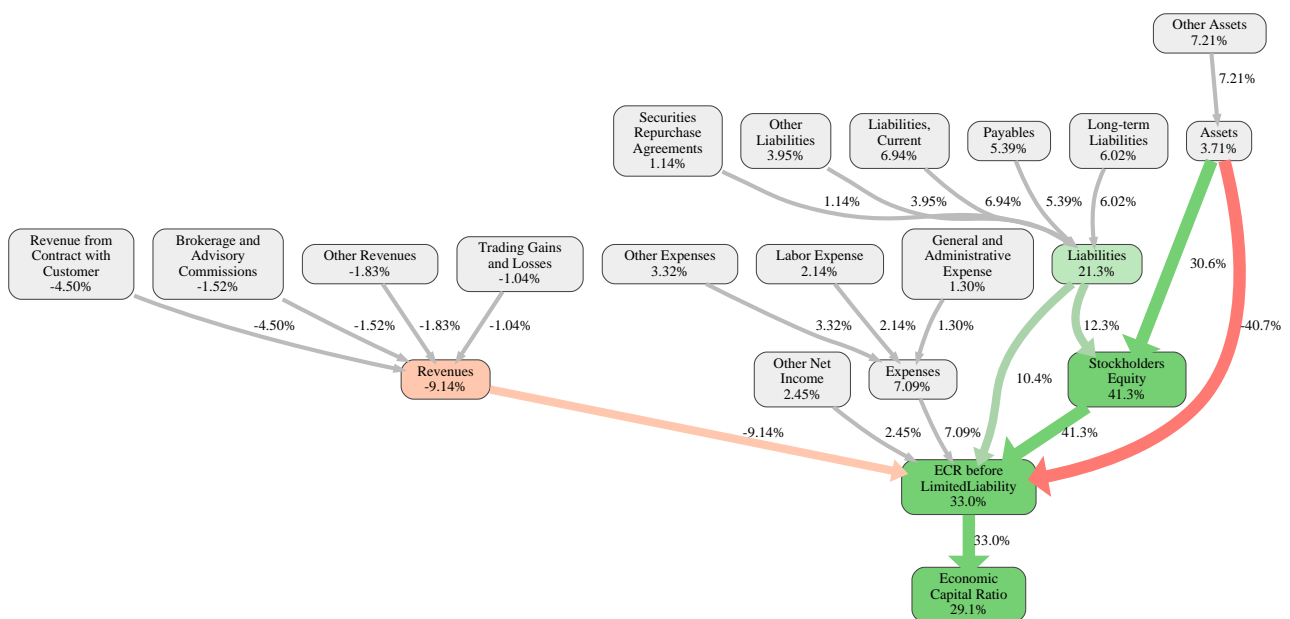 Other Assets
7.21%
7.21%
Securities
Repurchase
Agreements
1.14%
Other
Liabilities
3.95%
Liabilities,
Current
6.94%
Payables
5.39%
Long-term
Liabilities
6.02%
Assets
3.71%
1.14%
3.95%
6.94%
5.39%
6.02%
Revenue from
Contract with
Customer
-4.50%
Brokerage and
Advisory
Commissions
-1.52%
Other Revenues
-1.83%
Trading Gains
and Losses
-1.04%
Other Expenses
3.32%
Labor Expense
2.14%
General and
Administrative
Expense
1.30%
Liabilities
21.3%
30.6%
-4.50%
-1.52%
-1.83%
-1.04%
3.32%
2.14%
1.30%
12.3%
-40.7%
Revenues
-9.14%
Other Net
Income
2.45%
Expenses
7.09%
10.4%
Stockholders
Equity
41.3%
-9.14%
2.45%
7.09%
41.3%
ECR before
LimitedLiability
33.0%
33.0%
Economic
Capital Ratio
29.1%